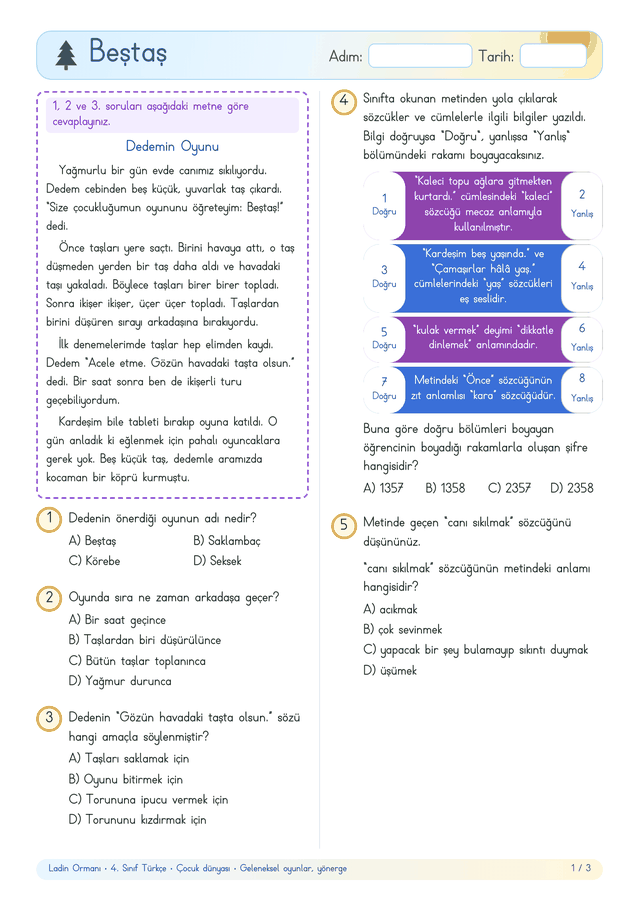 Beştaş
Adım:
Tarih:
1, 2 ve 3. soruları aşağıdaki metne göre
cevaplayınız.
Dedemin Oyunu
Yağmurlu bir gün evde canımız sıkılıyordu.
Dedem cebinden beş küçük, yuvarlak taş çıkardı.
"Size çocukluğumun oyununu öğreteyim: Beştaş!"
dedi.
Önce taşları yere saçtı. Birini havaya attı, o taş
düşmeden yerden bir taş daha aldı ve havadaki
taşı yakaladı. Böylece taşları birer birer topladı.
Sonra ikişer ikişer, üçer üçer topladı. Taşlardan
birini düşüren sırayı arkadaşına bırakıyordu.
İlk denemelerimde taşlar hep elimden kaydı.
Dedem "Acele etme. Gözün havadaki taşta olsun."
dedi. Bir saat sonra ben de ikişerli turu
geçebiliyordum.
Kardeşim bile tableti bırakıp oyuna katıldı. O
gün anladık ki eğlenmek için pahalı oyuncaklara
gerek yok. Beş küçük taş, dedemle aramızda
kocaman bir köprü kurmuştu.
1
Dedenin önerdiği oyunun adı nedir?
A) Beştaş
B) Saklambaç
C) Körebe
D) Seksek
2
Oyunda sıra ne zaman arkadaşa geçer?
A) Bir saat geçince
B) Taşlardan biri düşürülünce
C) Bütün taşlar toplanınca
D) Yağmur durunca
3
Dedenin "Gözün havadaki taşta olsun." sözü
hangi amaçla söylenmiştir?
A) Taşları saklamak için
B) Oyunu bitirmek için
C) Torununa ipucu vermek için
D) Torununu kızdırmak için
4
Sınıfta okunan metinden yola çıkılarak
sözcükler ve cümlelerle ilgili bilgiler yazıldı.
Bilgi doğruysa "Doğru", yanlışsa "Yanlış"
bölümündeki rakamı boyayacaksınız.
1
Doğru
"Kaleci topu ağlara gitmekten
kurtardı." cümlesindeki "kaleci"
sözcüğü mecaz anlamıyla
kullanılmıştır.
2
Yanlış
3
Doğru
"Kardeşim beş yaşında." ve
"Çamaşırlar hâlâ yaş."
cümlelerindeki "yaş" sözcükleri
eş seslidir.
4
Yanlış
5
Doğru
"kulak vermek" deyimi "dikkatle
dinlemek" anlamındadır.
6
Yanlış
7
Doğru
Metindeki "Önce" sözcüğünün
zıt anlamlısı "kara" sözcüğüdür.
8
Yanlış
Buna göre doğru bölümleri boyayan
öğrencinin boyadığı rakamlarla oluşan şifre
hangisidir?
A) 1357
B) 1358
C) 2357
D) 2358
5
Metinde geçen "canı sıkılmak" sözcüğünü
düşününüz.
"canı sıkılmak" sözcüğünün metindeki anlamı
hangisidir?
A) acıkmak
B) çok sevinmek
C) yapacak bir şey bulamayıp sıkıntı duymak
D) üşümek
Ladin Ormanı • 4. Sınıf Türkçe • Çocuk dünyası • Geleneksel oyunlar, yönerge
1 / 3